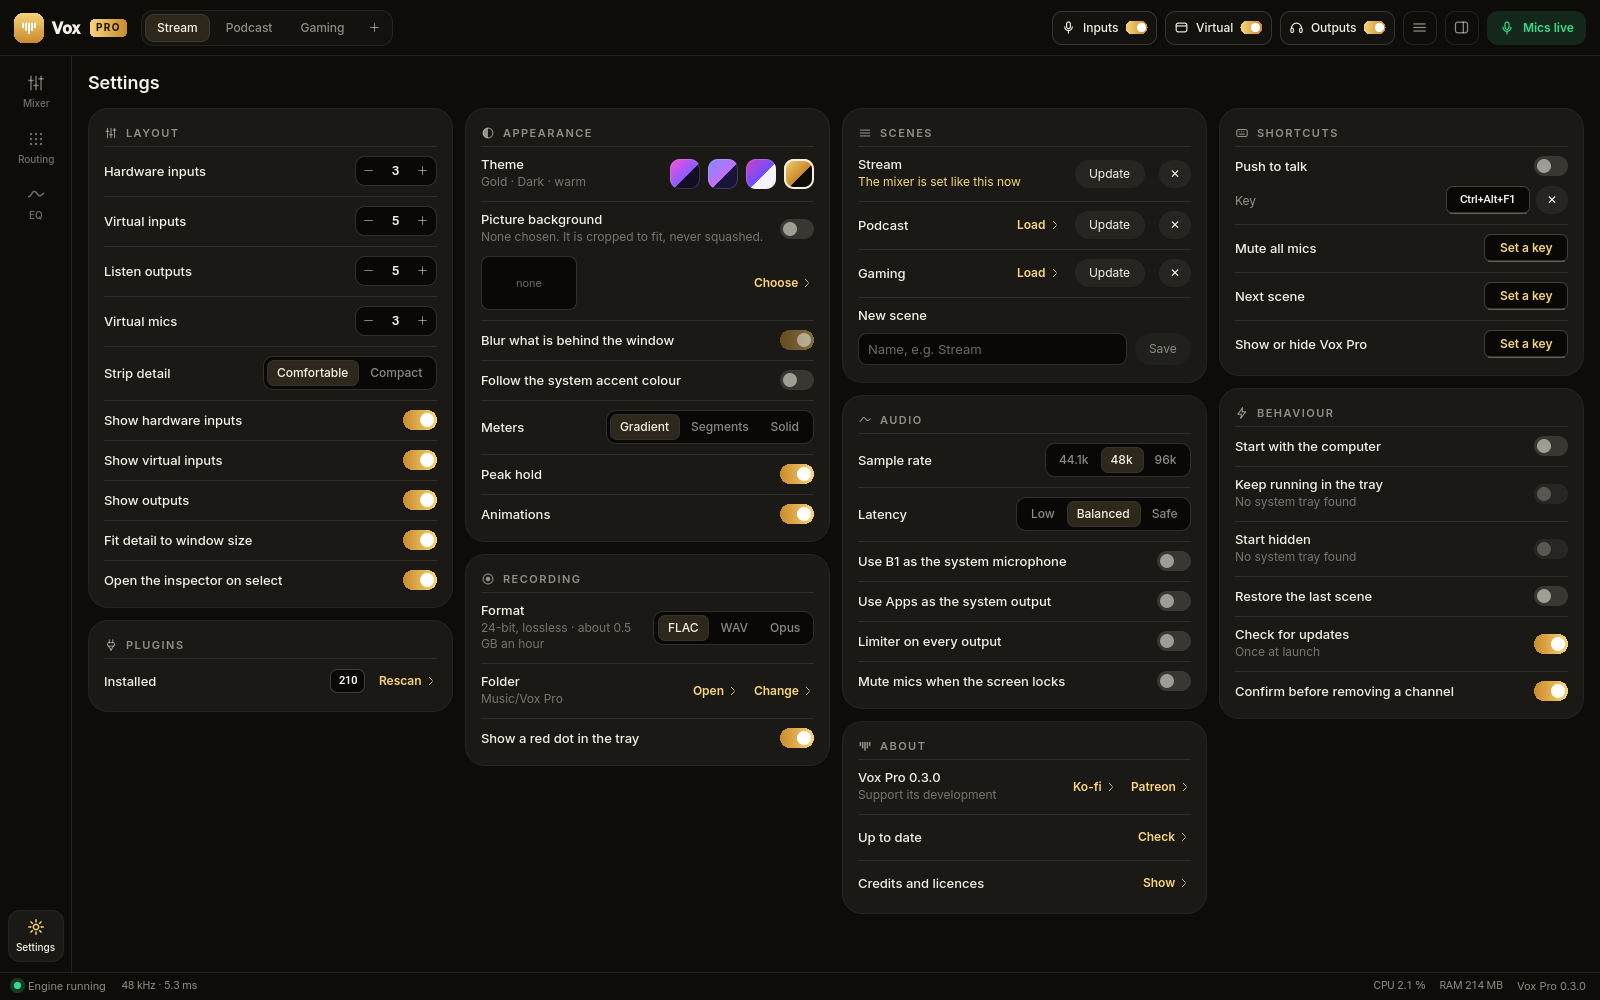 Vox PRO Stream Podcast Gaming + Inputs Virtual Outputs Mics live
Mixer
Routing
EQ
Settings
Settings
LAYOUT
Hardware inputs − 3 +
Virtual inputs − 5 +
Listen outputs − 5 +
Virtual mics − 3 +
Strip detail Comfortable Compact
Show hardware inputs
Show virtual inputs
Show outputs
Fit detail to window size
Open the inspector on select
PLUGINS
Installed 210 Rescan
APPEARANCE
Theme
Gold · Dark · warm
Picture background
None chosen. It is cropped to fit, never squashed.
none Choose
Blur what is behind the window
Follow the system accent colour
Meters Gradient Segments Solid
Peak hold
Animations
RECORDING
Format
24-bit, lossless · about 0.5
GB an hour
FLAC WAV Opus
Folder
Music/Vox Pro
Open Change
Show a red dot in the tray
SCENES
Stream
The mixer is set like this now
Update ×
Podcast Load Update ×
Gaming Load Update ×
New scene
Name, e.g. Stream Save
AUDIO
Sample rate 44.1k 48k 96k
Latency Low Balanced Safe
Use B1 as the system microphone
Use Apps as the system output
Limiter on every output
Mute mics when the screen locks
ABOUT
Vox Pro 0.3.0
Support its development
Ko-fi Patreon
Up to date Check
Credits and licences Show
SHORTCUTS
Push to talk
Key Ctrl+Alt+F1 ×
Mute all mics Set a key
Next scene Set a key
Show or hide Vox Pro Set a key
BEHAVIOUR
Start with the computer
Keep running in the tray
No system tray found
Start hidden
No system tray found
Restore the last scene
Check for updates
Once at launch
Confirm before removing a channel
Engine running 48 kHz · 5.3 ms CPU 2.1 % RAM 214 MB Vox Pro 0.3.0